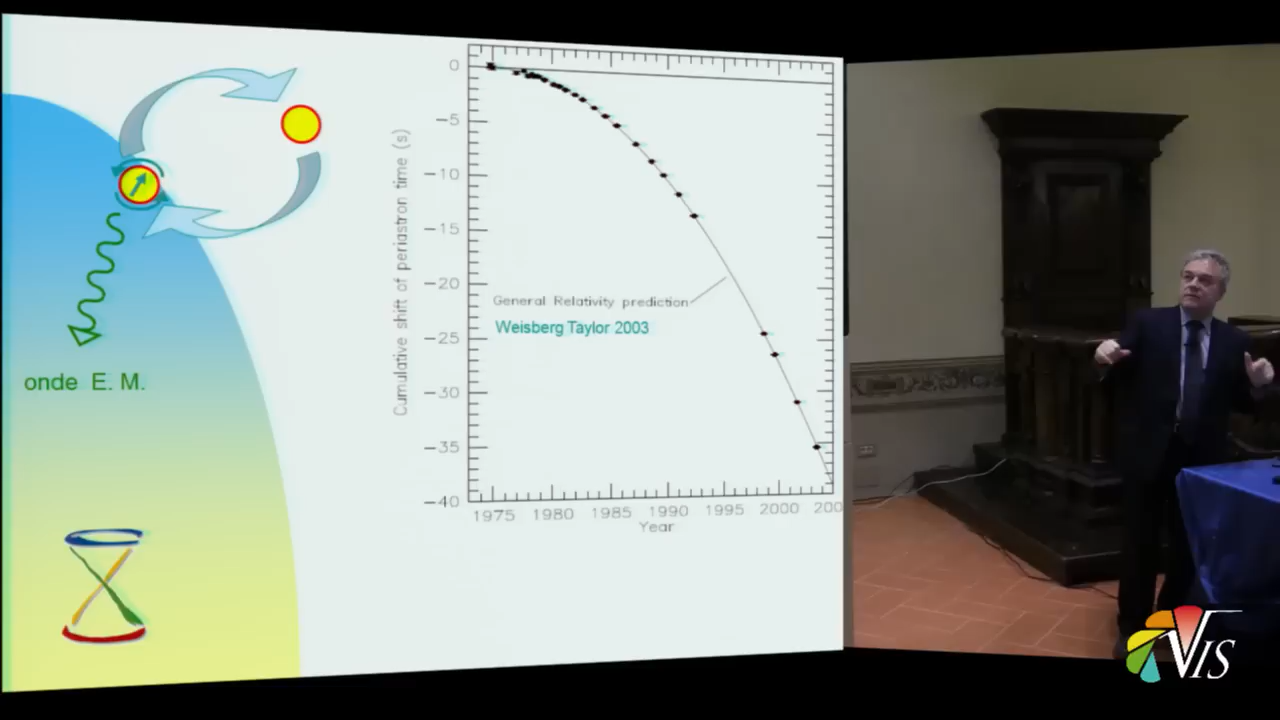 0
−5
−10
−15
−20
−25
−30
−35
−40
Cumulative shift of periastron time (s)
General Relativity prediction
Weisberg Taylor 2003
1975 1980 1985 1990 1995 2000 200
Year
onde E. M.
VIS